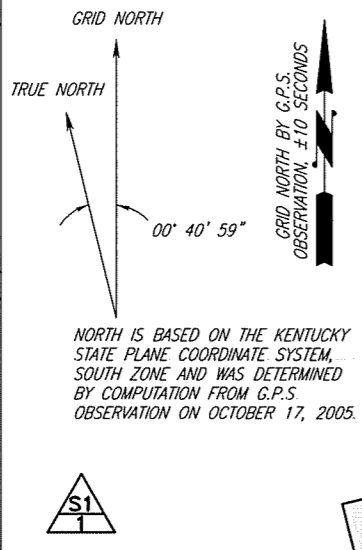 GRID NORTH
TRUE NORTH
00° 40' 59"
GRID NORTH BY G.P.S.
OBSERVATION, ±10 SECONDS
N
NORTH IS BASED ON THE KENTUCKY
STATE PLANE COORDINATE SYSTEM,
SOUTH ZONE AND WAS DETERMINED
BY COMPUTATION FROM G.P.S.
OBSERVATION ON OCTOBER 17, 2005.
S1
1